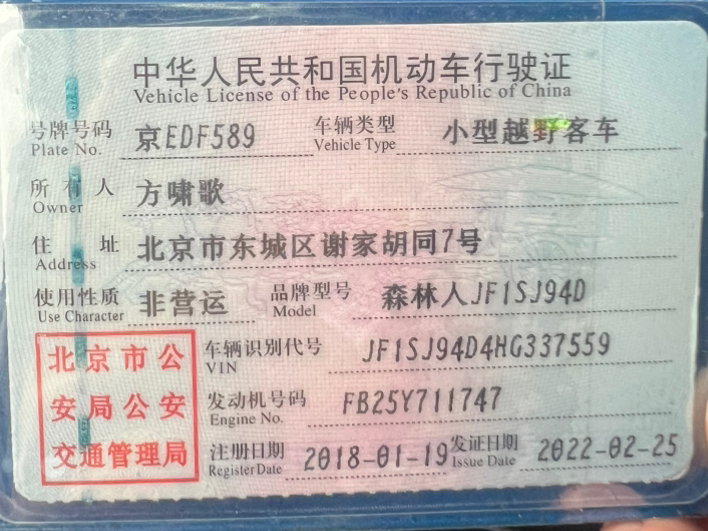 中华人民共和国机动车行驶证
Vehicle License of the People's Republic of China
号牌号码 京EDF589 车辆类型 小型越野客车
Plate No. Vehicle Type
所有人 方啸歌
Owner
住址 北京市东城区谢家胡同7号
Address
使用性质 非营运 品牌型号 森林人JF1SJ94D
Use Character Model
北京市公 车辆识别代号 JF1SJ94D4HG337559
VIN
安局公安 发动机号码 FB25Y711747
Engine No.
交通管理局 注册日期 2018-01-19 发证日期 2022-02-25
Register Date Issue Date